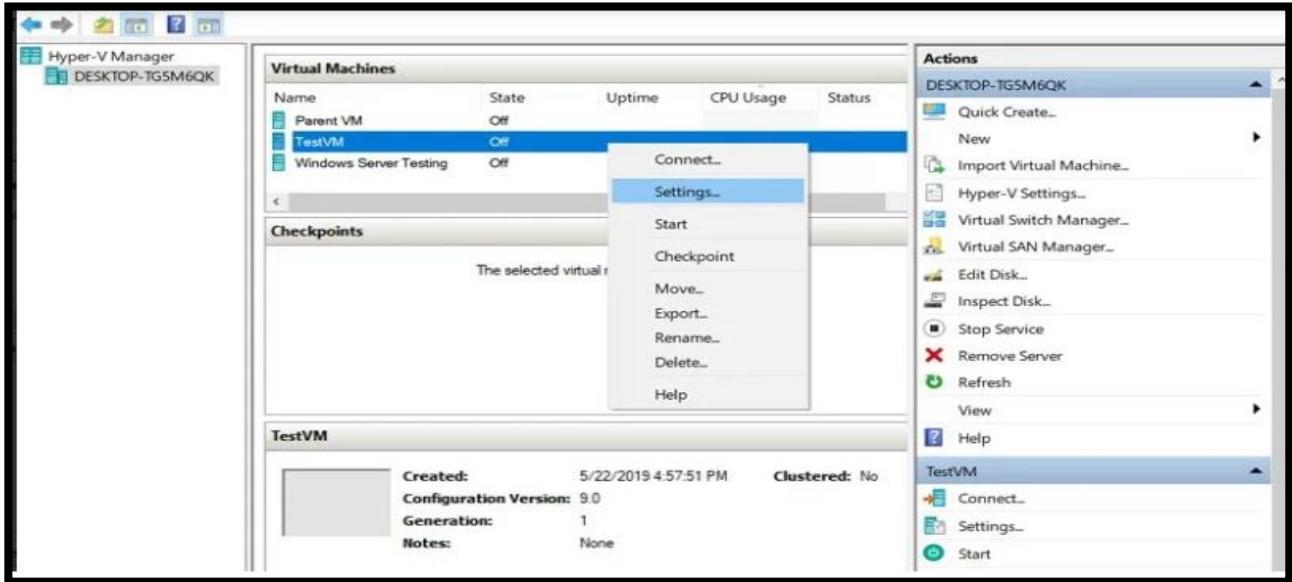 Hyper-V Manager
DESKTOP-TG5M6QK
Virtual Machines
Name State Uptime CPU Usage Status
Parent VM Off
TestVM Off
Windows Server Testing Off
Connect...
Settings...
Start
Checkpoint
Move...
Export...
Rename...
Delete...
Help
Checkpoints
The selected virtual
TestVM
Created: 5/22/2019 4:57:51 PM Clustered: No
Configuration Version: 9.0
Generation: 1
Notes: None
Actions
DESKTOP-TG5M6QK
Quick Create...
New
Import Virtual Machine...
Hyper-V Settings...
Virtual Switch Manager...
Virtual SAN Manager...
Edit Disk...
Inspect Disk...
Stop Service
Remove Server
Refresh
View
Help
TestVM
Connect...
Settings...
Start